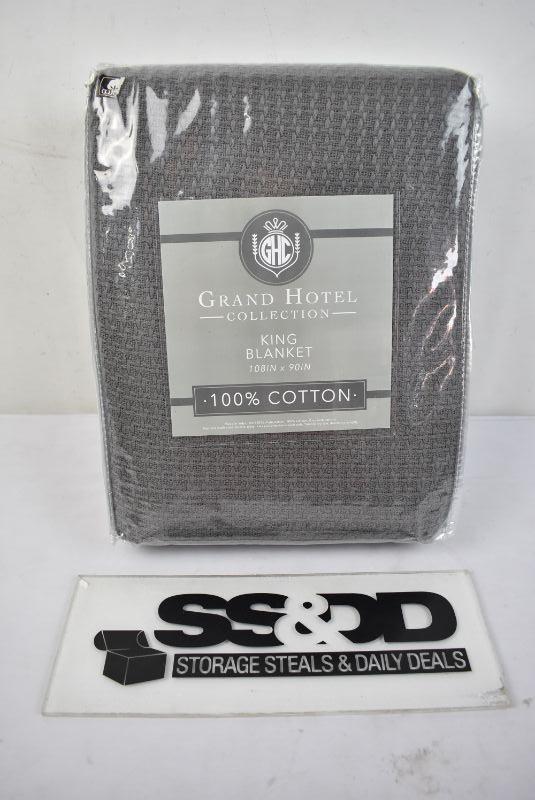 GHC
GRAND HOTEL
COLLECTION
KING
BLANKET
108IN x 90IN
·100% COTTON·
SS&DD
STORAGE STEALS & DAILY DEALS